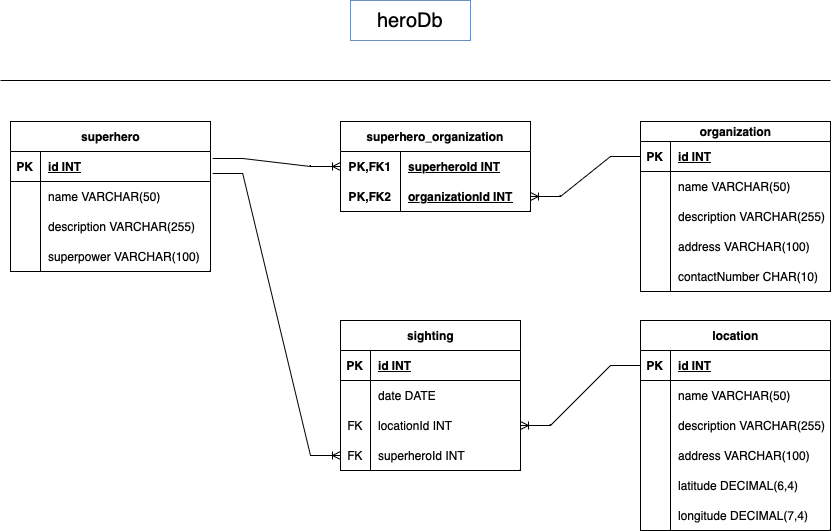 heroDb
superhero
PK id INT
name VARCHAR(50)
description VARCHAR(255)
superpower VARCHAR(100)
superhero_organization
PK,FK1 superheroId INT
PK,FK2 organizationId INT
organization
PK id INT
name VARCHAR(50)
description VARCHAR(255)
address VARCHAR(100)
contactNumber CHAR(10)
sighting
PK id INT
date DATE
FK locationId INT
FK superheroId INT
location
PK id INT
name VARCHAR(50)
description VARCHAR(255)
address VARCHAR(100)
latitude DECIMAL(6,4)
longitude DECIMAL(7,4)